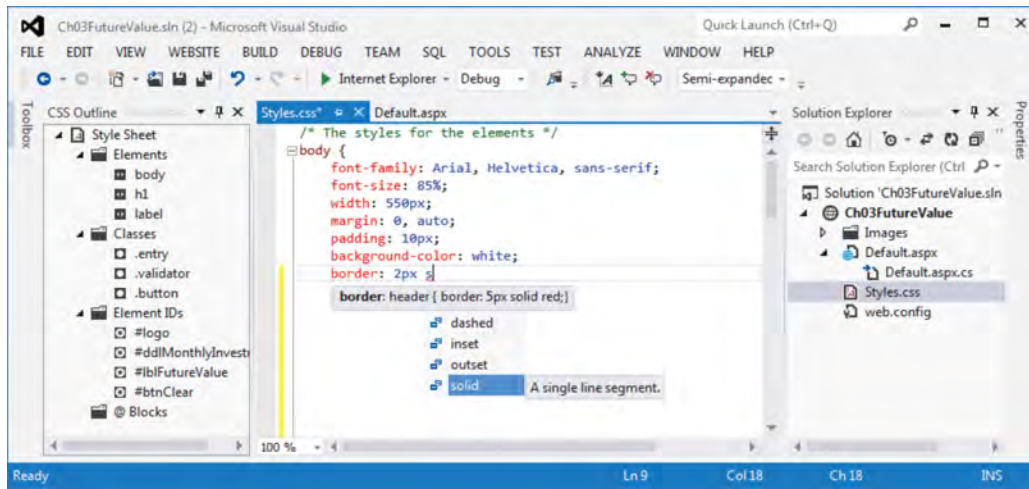 Ch03FutureValue.sln (2) - Microsoft Visual Studio
Quick Launch (Ctrl+Q)
FILE EDIT VIEW WEBSITE BUILD DEBUG TEAM SQL TOOLS TEST ANALYZE WINDOW HELP
Internet Explorer Debug Semi-expandec
Toolbox
CSS Outline
Style Sheet
Elements
body
h1
label
Classes
.entry
.validator
.button
Element IDs
#logo
#ddlMonthlyInvest
#lblFutureValue
#btnClear
@ Blocks
Styles.css* Default.aspx
/* The styles for the elements */
body {
font-family: Arial, Helvetica, sans-serif;
font-size: 85%;
width: 550px;
margin: 0, auto;
padding: 10px;
background-color: white;
border: 2px s
border: header { border: 5px solid red;}
dashed
inset
outset
solid
A single line segment.
100 %
Solution Explorer
Search Solution Explorer (Ctrl
Solution 'Ch03FutureValue.sln
Ch03FutureValue
Images
Default.aspx
Default.aspx.cs
Styles.css
web.config
Properties
Ready Ln 9 Col 18 Ch 18 INS